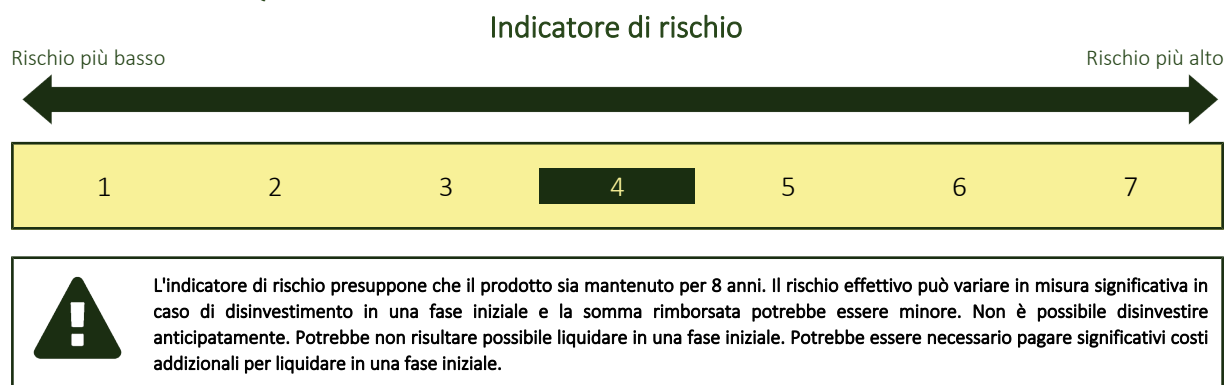 Indicatore di rischio
Rischio più basso
Rischio più alto
1 2 3 4 5 6 7
L'indicatore di rischio presuppone che il prodotto sia mantenuto per 8 anni. Il rischio effettivo può variare in misura significativa in
caso di disinvestimento in una fase iniziale e la somma rimborsata potrebbe essere minore. Non è possibile disinvestire
anticipatamente. Potrebbe non risultare possibile liquidare in una fase iniziale. Potrebbe essere necessario pagare significativi costi
addizionali per liquidare in una fase iniziale.